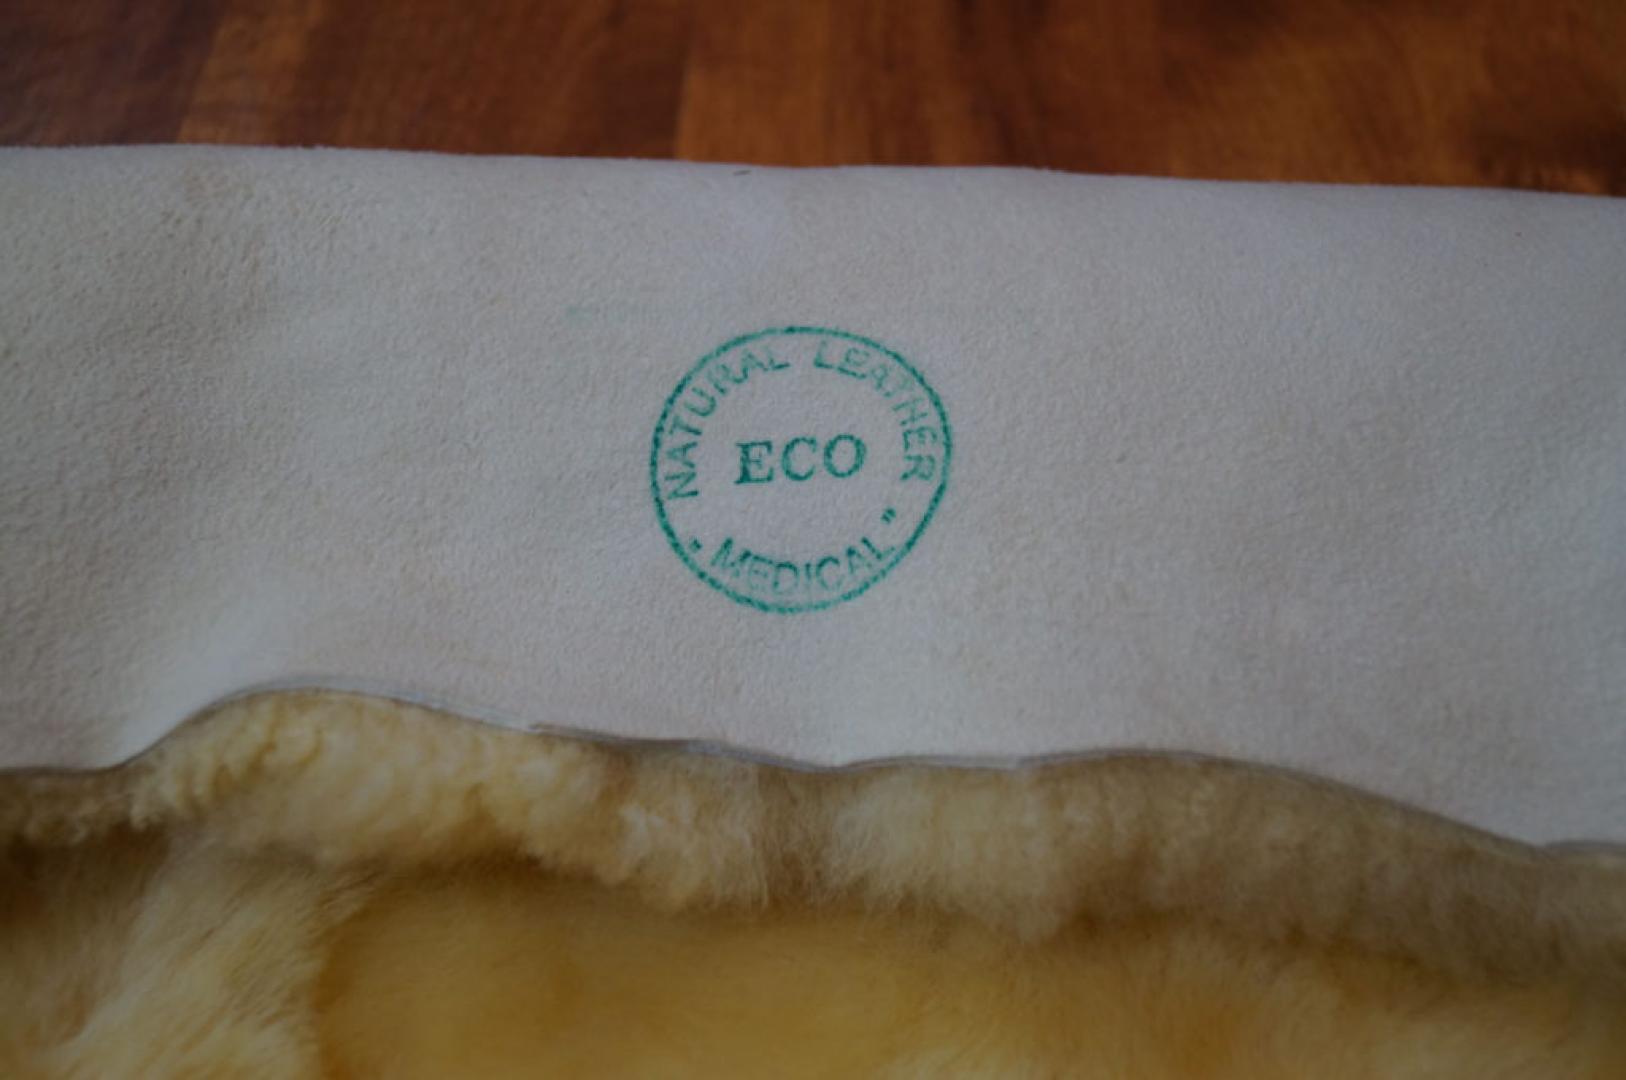 NATURAL LEATHER
ECO
" MEDICAL "